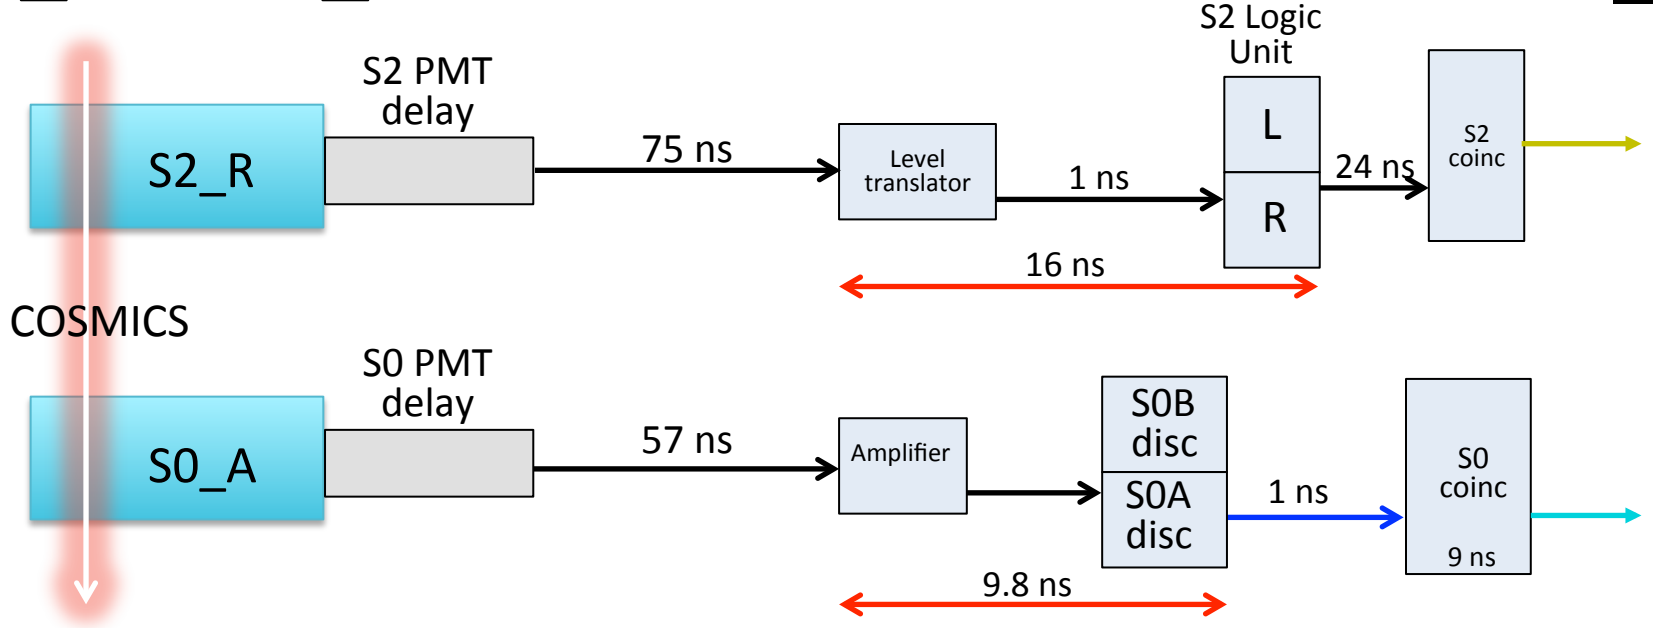 S2 Logic
Unit
S2 PMT
delay
S2_R
75 ns
Level
translator
1 ns
L
R
24 ns
S2
coinc
16 ns
COSMICS
S0 PMT
delay
S0_A
57 ns
Amplifier
S0B
disc
S0A
disc
1 ns
S0
coinc
9 ns
9.8 ns